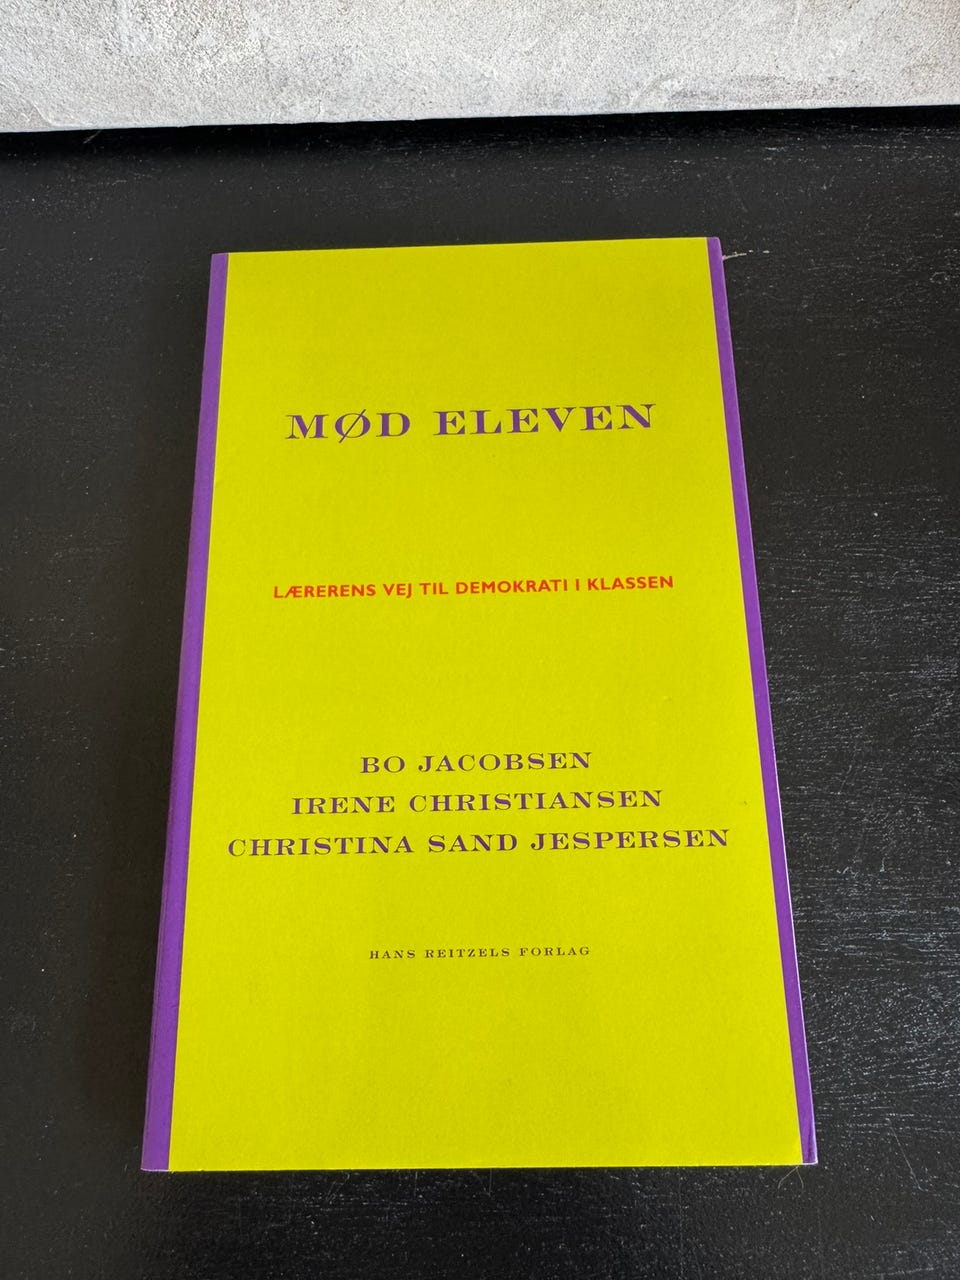 MØD ELEVEN
LÆRERENS VEJ TIL DEMOKRATI I KLASSEN
BO JACOBSEN
IRENE CHRISTIANSEN
CHRISTINA SAND JESPERSEN
HANS REITZELS FORLAG